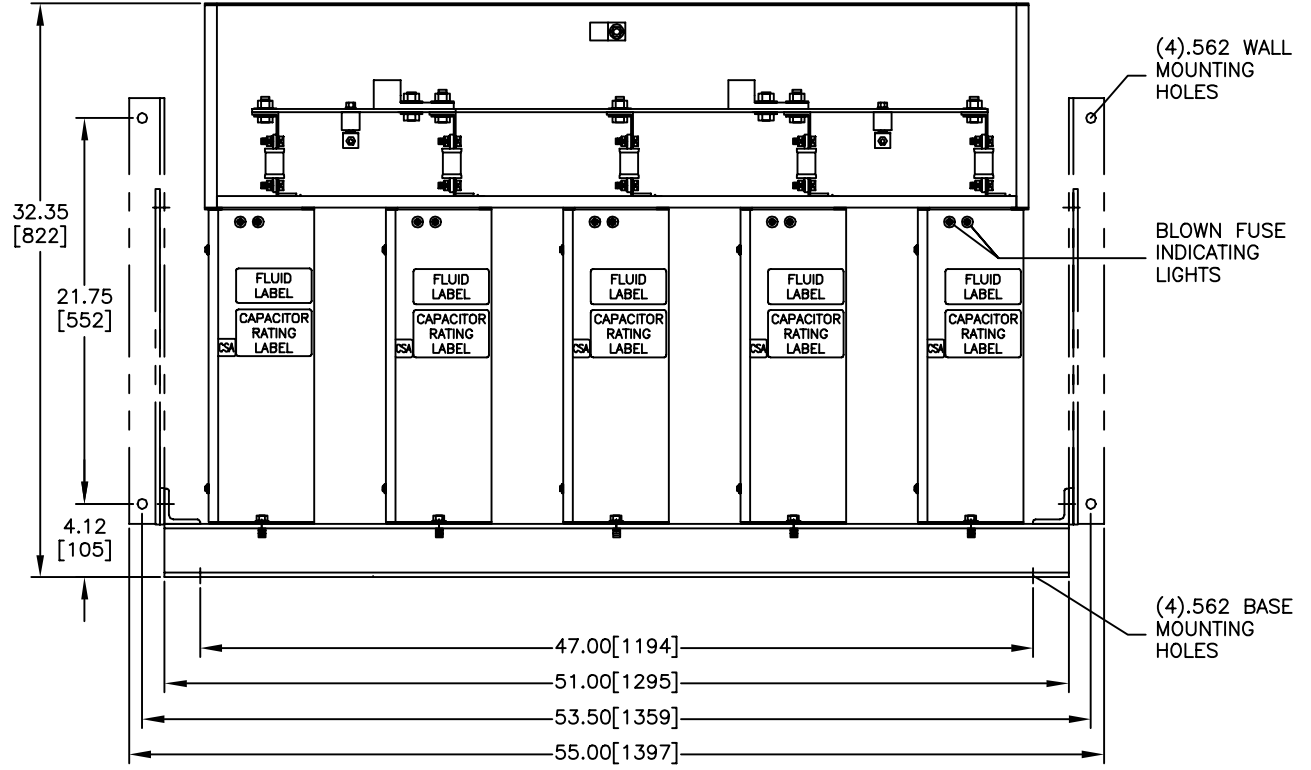 (4).562 WALL
MOUNTING
HOLES
32.35
[822]
21.75
[552]
4.12
[105]
BLOWN FUSE
INDICATING
LIGHTS
FLUID
LABEL
CAPACITOR
RATING
LABEL
CSA
FLUID
LABEL
CAPACITOR
RATING
LABEL
CSA
FLUID
LABEL
CAPACITOR
RATING
LABEL
CSA
FLUID
LABEL
CAPACITOR
RATING
LABEL
CSA
FLUID
LABEL
CAPACITOR
RATING
LABEL
CSA
(4).562 BASE
MOUNTING
HOLES
47.00[1194]
51.00[1295]
53.50[1359]
55.00[1397]